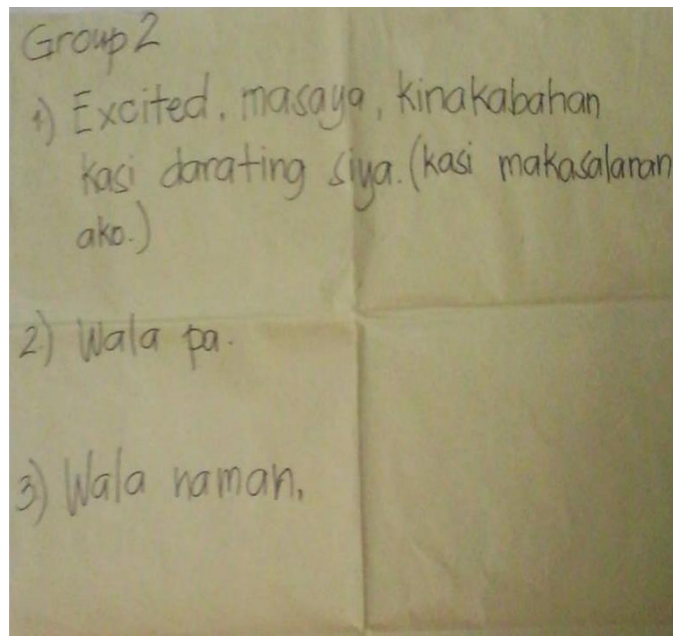 Group 2
1) Excited, masaya, kinakabahan
kasi darating siya. (kasi makasalanan
ako.)
2) Wala pa.
3) Wala naman.